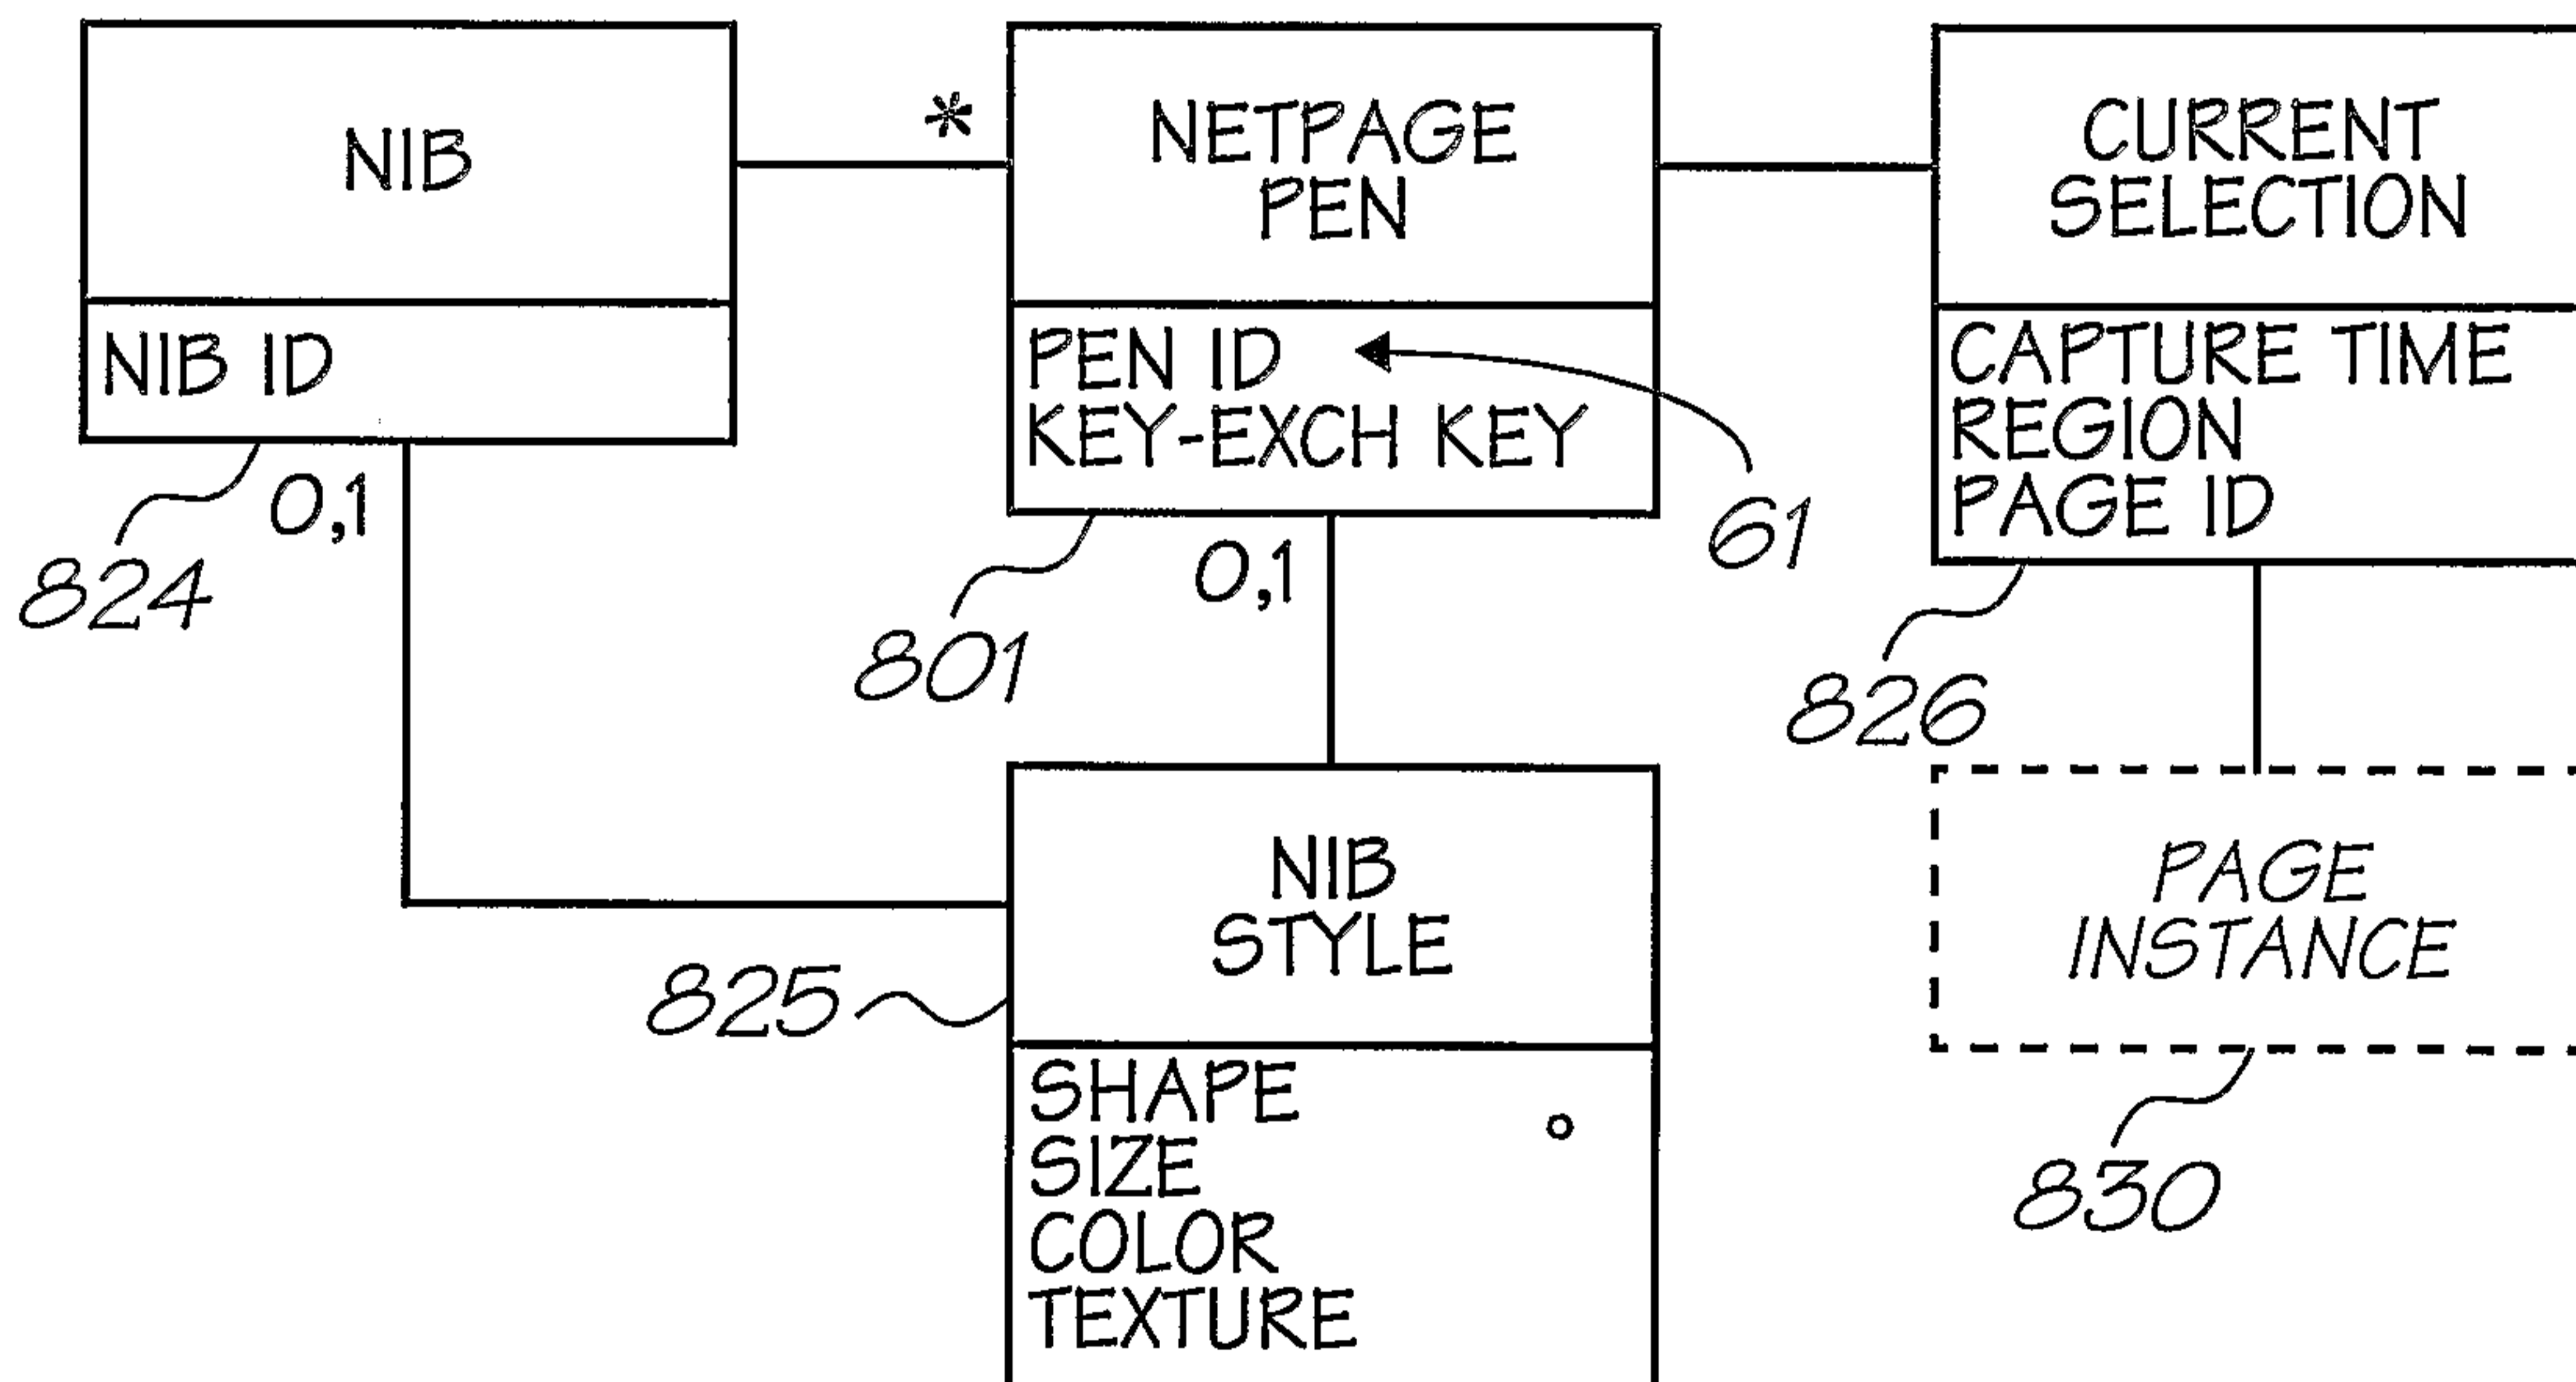 NIB
NIB ID
824
0,1
*
NETPAGE
PEN
PEN ID
KEY-EXCH KEY
61
801
0,1
CURRENT
SELECTION
CAPTURE TIME
REGION
PAGE ID
826
NIB
STYLE
825
SHAPE
SIZE
COLOR
TEXTURE
PAGE
INSTANCE
830